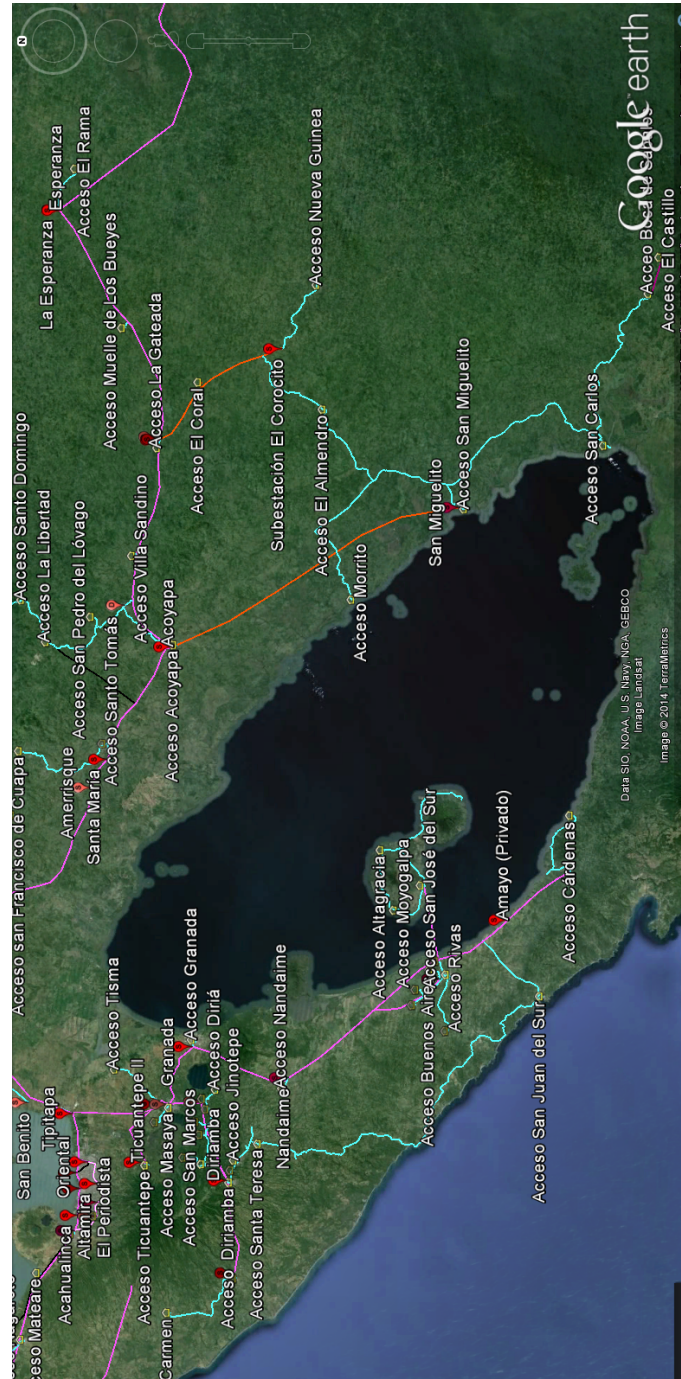 Acceso san Francisco de Cuapa
Acceso Santo Domingo
San Benito
ceso Mateare
Acceso La Libertad
La Esperanza
Esperanza
Tipitapa
Oriental
Acahualinca
Amerrisque
Acceso San Pedro del Lóvago
Acceso El Rama
Altamira
Santa Maria
El Periodista
Acceso Muelle de Los Bueyes
Acceso Tisma
Acceso Santo Tomás
Ticuantepe II
Acceso Ticuantepe
Acceso Villa Sandino
Acceso La Gateada
Acoyapa
Granada
Acceso Masaya
Carmen
Acceso Acoyapa
Acceso Granada
Acceso San Marcos
Acceso El Coral
Diriamba
Acceso Diriá
Acceso Diriamba
Acceso Jinotepe
Acceso Santa Teresa
Nandaime
Acceso Nandaime
Subestación El Corocito
Acceso Nueva Guinea
Acceso El Almendro
Acceso Morrito
Acceso Altagracia
Acceso Moyogalpa
Acceso San José del Sur
Acceso Buenos Aire
Acceso Rivas
San Miguelito
Acceso San Miguelito
Amayo (Privado)
Acceso San Juan del Sur
Acceso Cárdenas
Acceso San Carlos
Data SIO, NOAA, U.S. Navy, NGA, GEBCO
Image Landsat
Image © 2014 TerraMetrics
Google earth
Acceso El Castillo
N